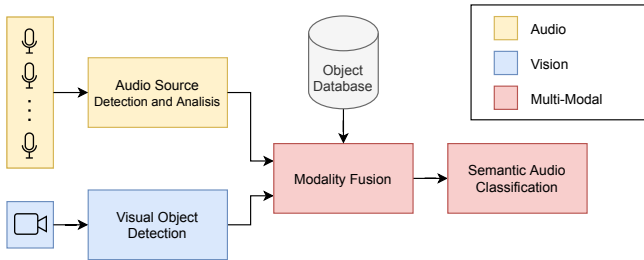 Audio Source
Detection and Analisis
Object
Database
Audio
Vision
Multi-Modal
Modality Fusion
Semantic Audio
Classification
Visual Object
Detection